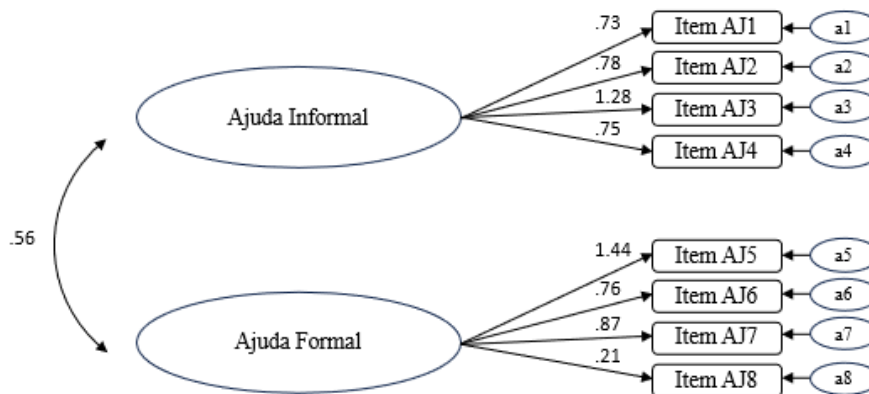 .73
Item AJ1
a1
.78
Item AJ2
a2
Ajuda Informal
1.28
Item AJ3
a3
.75
Item AJ4
a4
.56
1.44
Item AJ5
a5
.76
Item AJ6
a6
Ajuda Formal
.87
Item AJ7
a7
.21
Item AJ8
a8